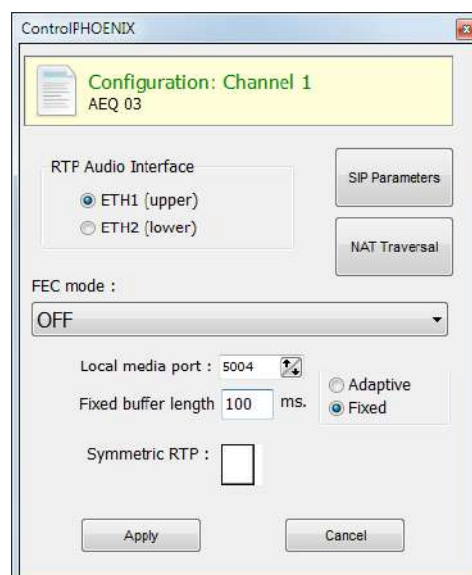 ControlPHOENIX
Configuration: Channel 1
AEQ 03
RTP Audio Interface
ETH1 (upper)
ETH2 (lower)
SIP Parameters
NAT Traversal
FEC mode :
OFF
Local media port : 5004
Fixed buffer length 100 ms.
Adaptive
Fixed
Symmetric RTP :
Apply
Cancel